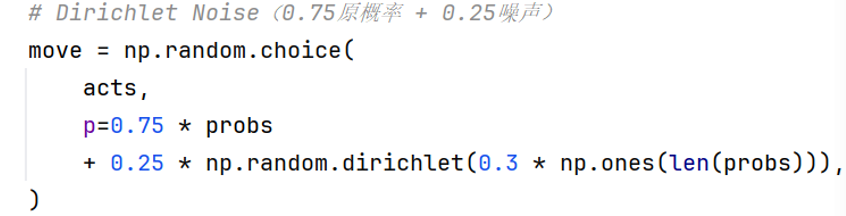 # Dirichlet Noise（0.75原概率 + 0.25噪声）
move = np.random.choice(
    acts,
    p=0.75 * probs
    + 0.25 * np.random.dirichlet(0.3 * np.ones(len(probs))),
)